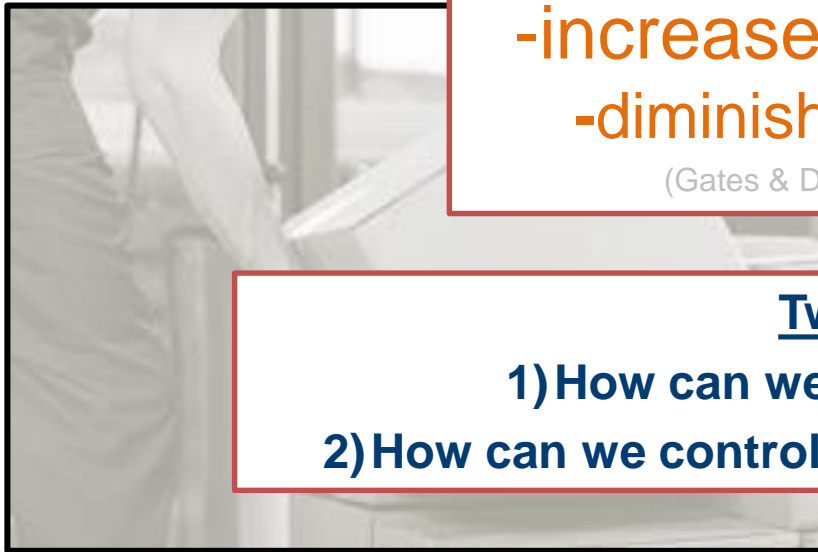 -increase
-diminish
(Gates & D
Tw
1) How can we
2) How can we control